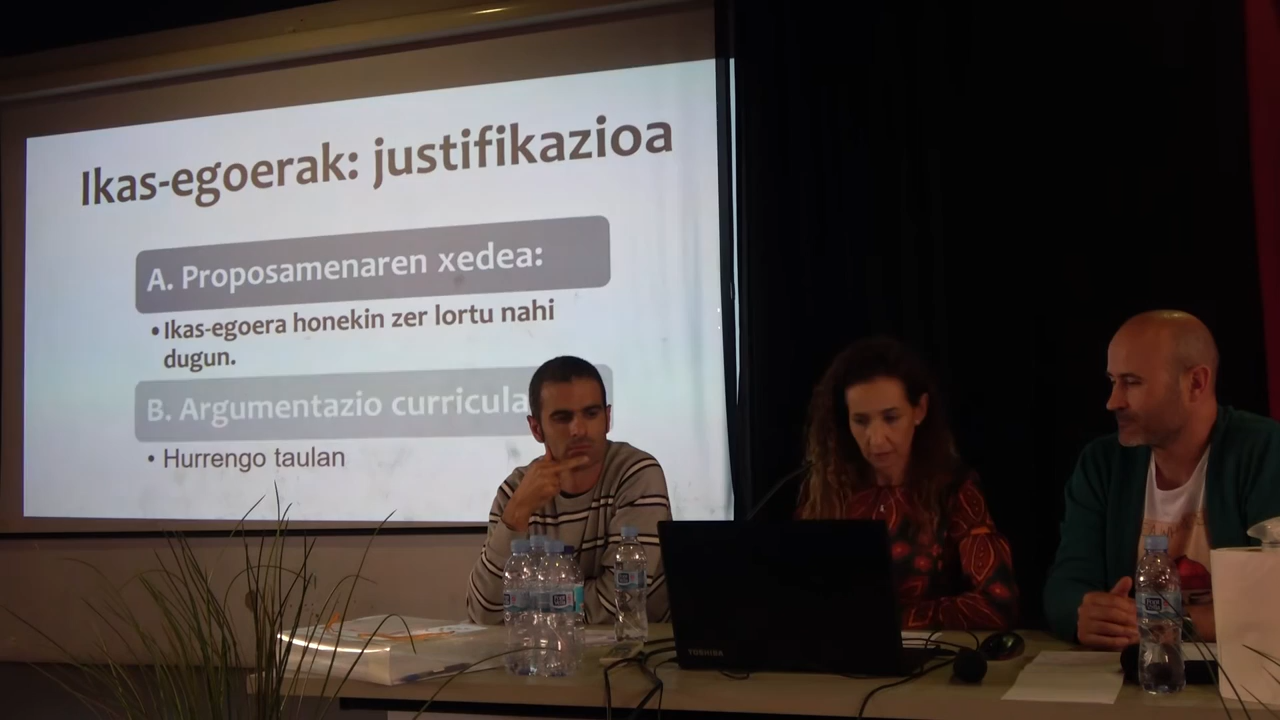 Ikas-egoerak: justifikazioa
A. Proposamenaren xedea:
• Ikas-egoera honekin zer lortu nahi
dugun.
B. Argumentazio curricula
• Hurrengo taulan
TOSHIBA